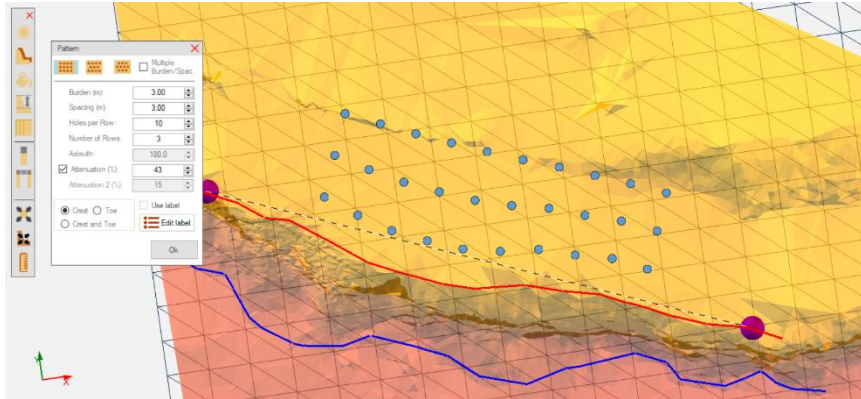 Pattern
Multiple
Burden/Spac.
Burden (m):
3.00
Spacing (m):
3.00
Holes per Row:
10
Number of Rows:
3
Azimuth:
180.0
Attenuation (%):
43
Attenuation 2 (%):
15
Crest
Toe
Crest and Toe
Use label
Edit label
Ok
Y
X